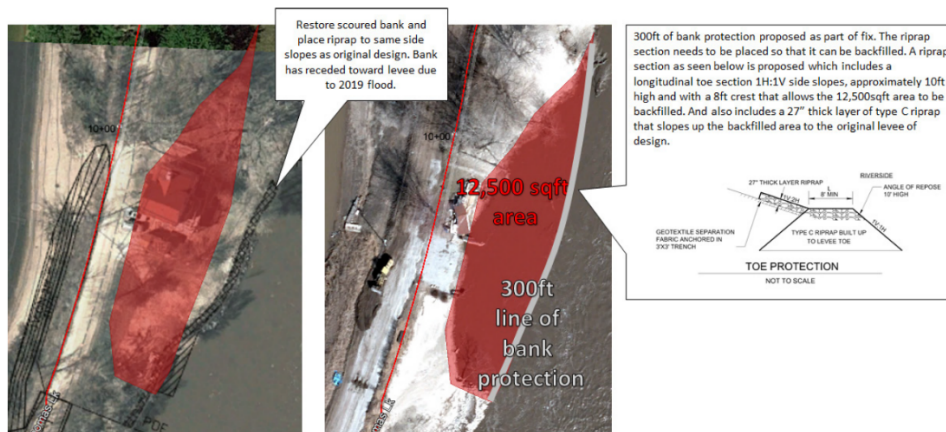 Restore scoured bank and
place riprap to same side
slopes as original design. Bank
has receded toward levee due
to 2019 flood.
10+00
10+00
12,500 sqft
area
300ft
line of
bank
protection
300ft of bank protection proposed as part of fix. The riprap
section needs to be placed so that it can be backfilled. A riprap
section as seen below is proposed which includes a
longitudinal toe section 1H:1V side slopes, approximately 10ft
high and with a 8ft crest that allows the 12,500sqft area to be
backfilled. And also includes a 27" thick layer of type C riprap
that slopes up the backfilled area to the original levee of
design.
27" THICK LAYER RIPRAP
L
8' MIN
RIVERSIDE
ANGLE OF REPOSE
10' HIGH
1V:2H
1V:1H
GEOTEXTILE SEPARATION
FABRIC ANCHORED IN
3'X3' TRENCH
TYPE C RIPRAP BUILT UP
TO LEVEE TOE
TOE PROTECTION
NOT TO SCALE